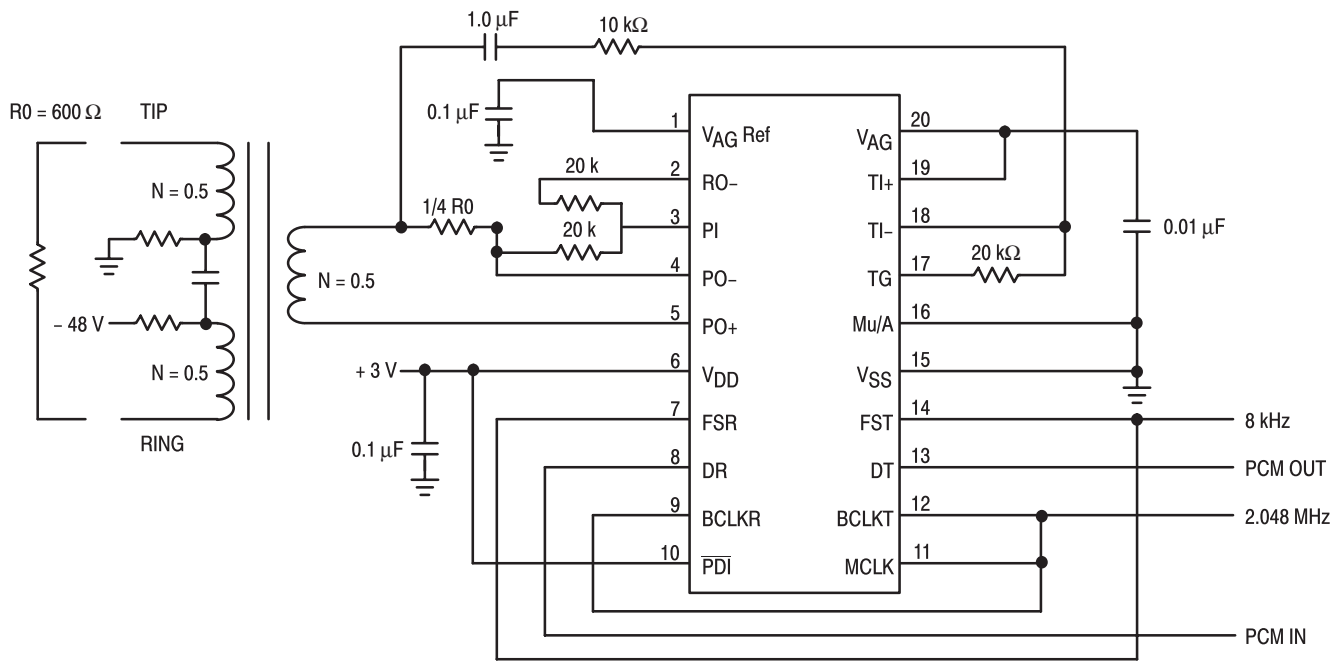 1.0 μF
10 kΩ
R0 = 600 Ω
TIP
0.1 μF
N = 0.5
– 48 V
N = 0.5
RING
N = 0.5
1/4 R0
20 k
20 k
+ 3 V
0.1 μF
1
VAG Ref
2
RO–
3
PI
4
PO–
5
PO+
6
VDD
7
FSR
8
DR
9
BCLKR
10
PDI
20
VAG
19
TI+
18
TI–
17
TG
16
Mu/A
15
VSS
14
FST
13
DT
12
BCLKT
11
MCLK
20 kΩ
0.01 μF
8 kHz
PCM OUT
2.048 MHz
PCM IN